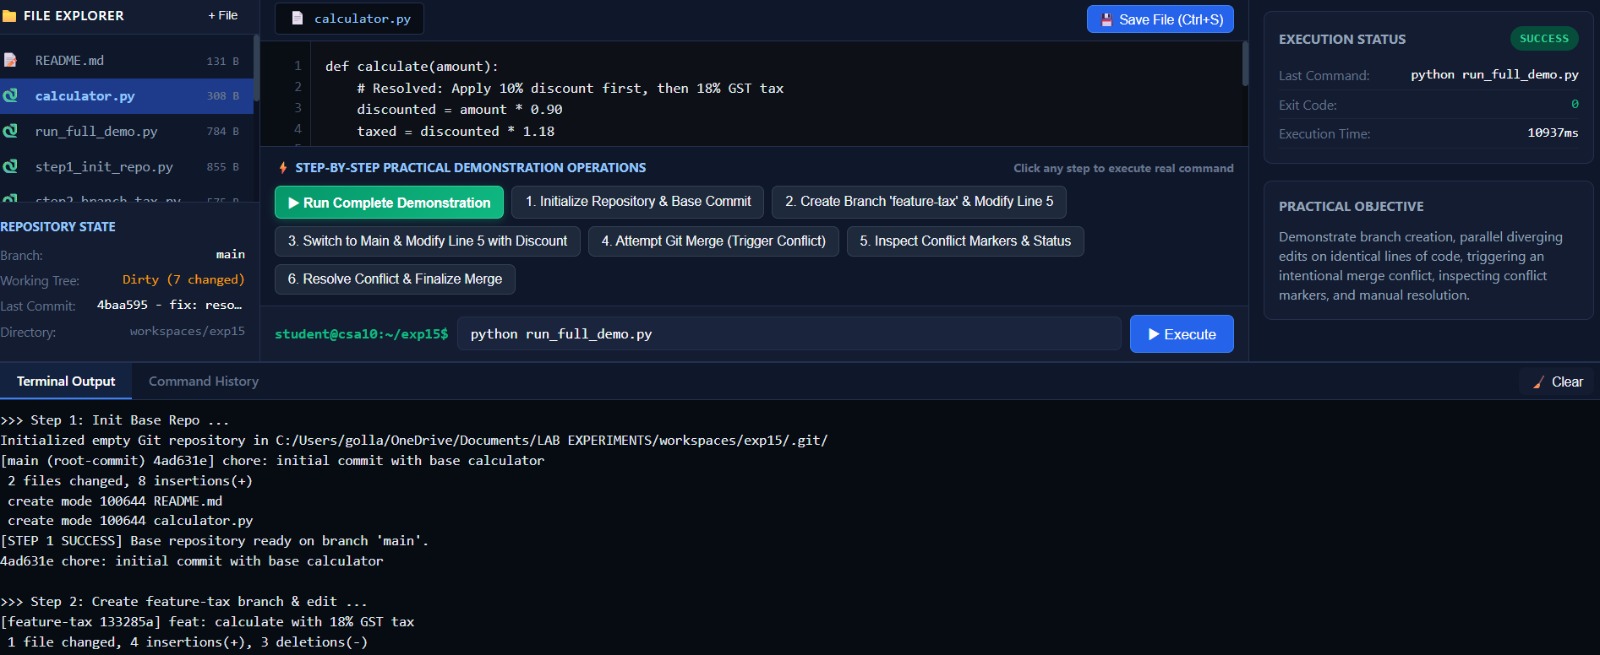 FILE EXPLORER
+ File
README.md 131 B
calculator.py 308 B
run_full_demo.py 784 B
step1_init_repo.py 855 B
step2_branch_tax.py 575 B
REPOSITORY STATE
Branch: main
Working Tree: Dirty (7 changed)
Last Commit: 4baa595 - fix: reso…
Directory: workspaces/exp15
calculator.py
Save File (Ctrl+S)
1 def calculate(amount):
2 # Resolved: Apply 10% discount first, then 18% GST tax
3 discounted = amount * 0.90
4 taxed = discounted * 1.18
STEP-BY-STEP PRACTICAL DEMONSTRATION OPERATIONS
Click any step to execute real command
▶ Run Complete Demonstration
1. Initialize Repository & Base Commit
2. Create Branch 'feature-tax' & Modify Line 5
3. Switch to Main & Modify Line 5 with Discount
4. Attempt Git Merge (Trigger Conflict)
5. Inspect Conflict Markers & Status
6. Resolve Conflict & Finalize Merge
student@csa10:~/exp15$ python run_full_demo.py
▶ Execute
EXECUTION STATUS
SUCCESS
Last Command: python run_full_demo.py
Exit Code: 0
Execution Time: 10937ms
PRACTICAL OBJECTIVE
Demonstrate branch creation, parallel diverging
edits on identical lines of code, triggering an
intentional merge conflict, inspecting conflict
markers, and manual resolution.
Terminal Output
Command History
Clear
>>> Step 1: Init Base Repo ...
Initialized empty Git repository in C:/Users/golla/OneDrive/Documents/LAB EXPERIMENTS/workspaces/exp15/.git/
[main (root-commit) 4ad631e] chore: initial commit with base calculator
2 files changed, 8 insertions(+)
create mode 100644 README.md
create mode 100644 calculator.py
[STEP 1 SUCCESS] Base repository ready on branch 'main'.
4ad631e chore: initial commit with base calculator
>>> Step 2: Create feature-tax branch & edit ...
[feature-tax 133285a] feat: calculate with 18% GST tax
1 file changed, 4 insertions(+), 3 deletions(-)